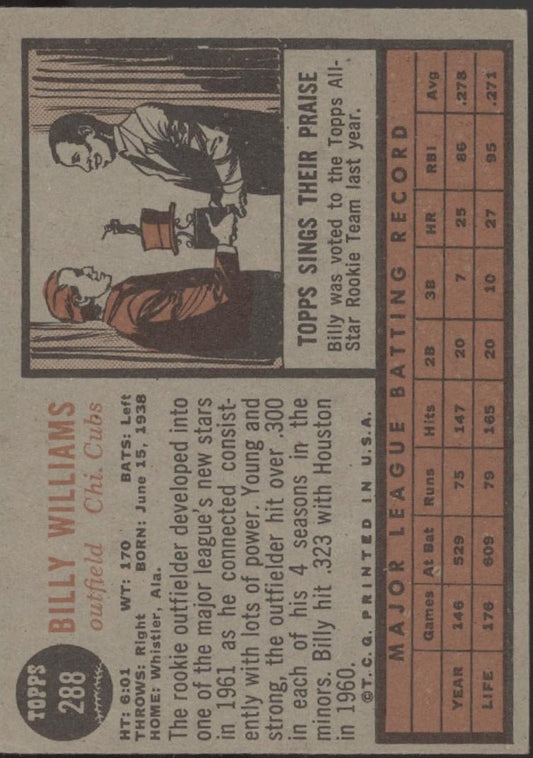 TOPPS
288
BILLY WILLIAMS
outfield Chi. Cubs
HT: 6:01 WT: 170 BATS: Left
THROWS: Right BORN: June 15, 1938
HOME: Whistler, Ala.
The rookie outfielder developed into
one of the major league's new stars
in 1961 as he connected consist-
ently with lots of power. Young and
strong, the outfielder hit over .300
in each of his 4 seasons in the
minors. Billy hit .323 with Houston
in 1960.
©T.C.G. PRINTED IN U.S.A.
TOPPS SINGS THEIR PRAISE
Billy was voted to the Topps All-
Star Rookie Team last year.
MAJOR LEAGUE BATTING RECORD
Games At Bat Runs Hits 2B 3B HR RBI Avg
YEAR 146 529 75 147 20 7 25 86 .278
LIFE 176 609 79 165 20 10 27 95 .271